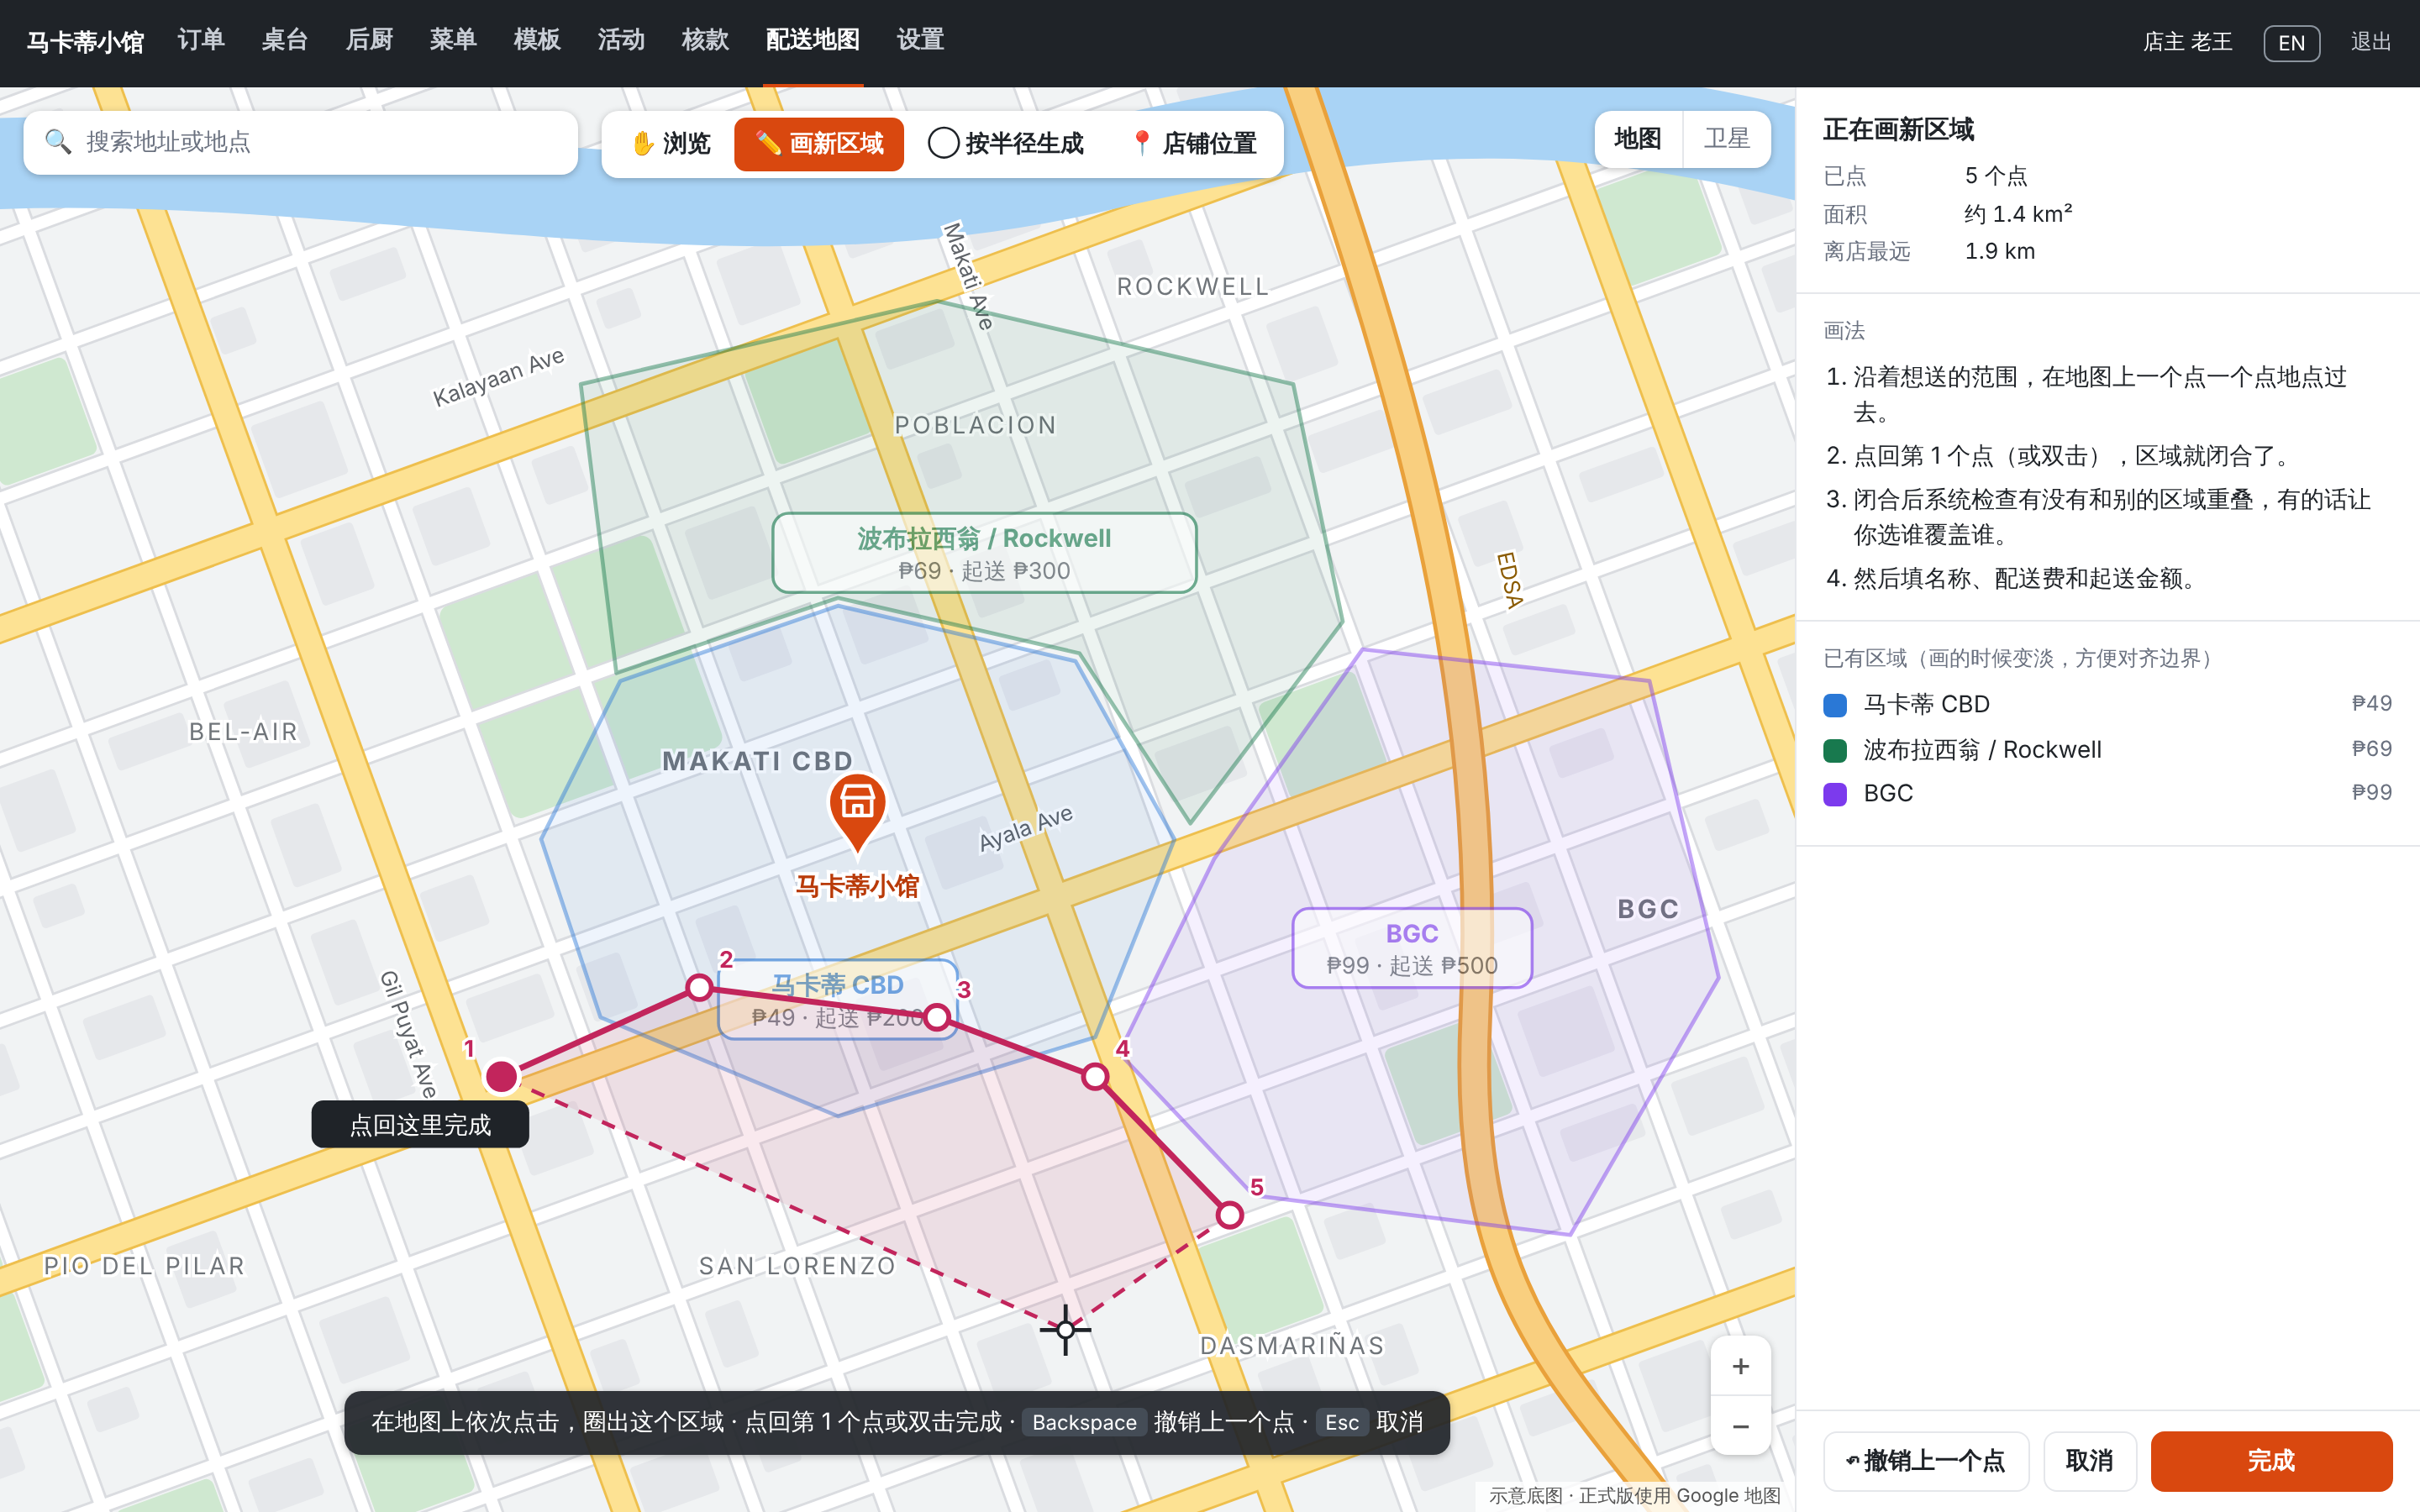 马卡蒂小馆 订单 桌台 后厨 菜单 模板 活动 核款 配送地图 设置 店主 老王 EN 退出
🔍 搜索地址或地点
✋ 浏览 ✏️ 画新区域 ◯ 按半径生成 📍 店铺位置
地图 卫星
Makati Ave
ROCKWELL
Kalayaan Ave
POBLACION
波布拉西翁 / Rockwell
₱69 · 起送 ₱300
EDSA
BEL-AIR
MAKATI CBD
Ayala Ave
马卡蒂小馆
BGC
BGC
₱99 · 起送 ₱500
2
马卡蒂 CBD
3
₱49 · 起送 ₱200
Gil Puyat Ave
1
4
点回这里完成
5
PIO DEL PILAR
SAN LORENZO
DASMARIÑAS
+
−
在地图上依次点击，圈出这个区域 · 点回第 1 个点或双击完成 · Backspace 撤销上一个点 · Esc 取消
示意底图 · 正式版使用 Google 地图
正在画新区域
已点 5 个点
面积 约 1.4 km²
离店最远 1.9 km
画法
1. 沿着想送的范围，在地图上一个点一个点地点过
去。
2. 点回第 1 个点（或双击），区域就闭合了。
3. 闭合后系统检查有没有和别的区域重叠，有的话让
你选谁覆盖谁。
4. 然后填名称、配送费和起送金额。
已有区域（画的时候变淡，方便对齐边界）
马卡蒂 CBD ₱49
波布拉西翁 / Rockwell ₱69
BGC ₱99
↶ 撤销上一个点 取消 完成